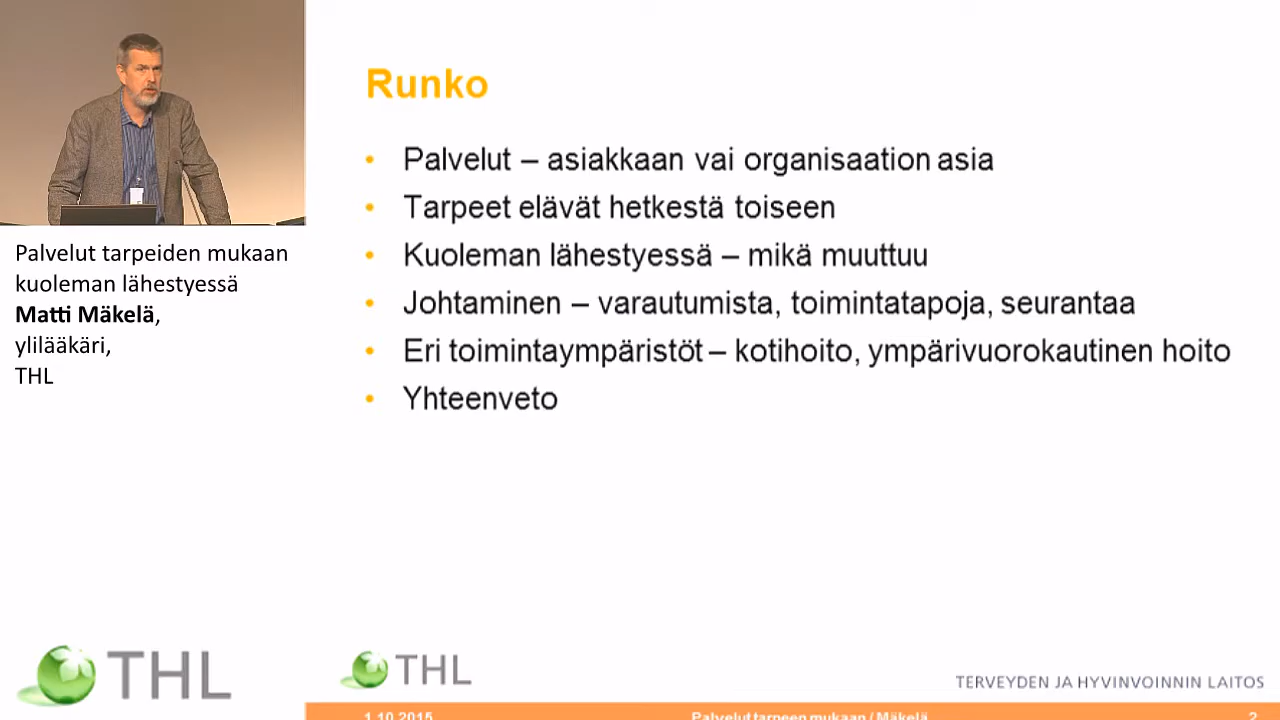 Palvelut tarpeiden mukaan
kuoleman lähestyessä
Matti Mäkelä,
ylilääkäri,
THL
THL
Runko
• Palvelut – asiakkaan vai organisaation asia
• Tarpeet elävät hetkestä toiseen
• Kuoleman lähestyessä – mikä muuttuu
• Johtaminen – varautumista, toimintatapoja, seurantaa
• Eri toimintaympäristöt – kotihoito, ympärivuorokautinen hoito
• Yhteenveto
THL
TERVEYDEN JA HYVINVOINNIN LAITOS
1.10.2015
Palvelut tarpeen mukaan / Mäkelä
2